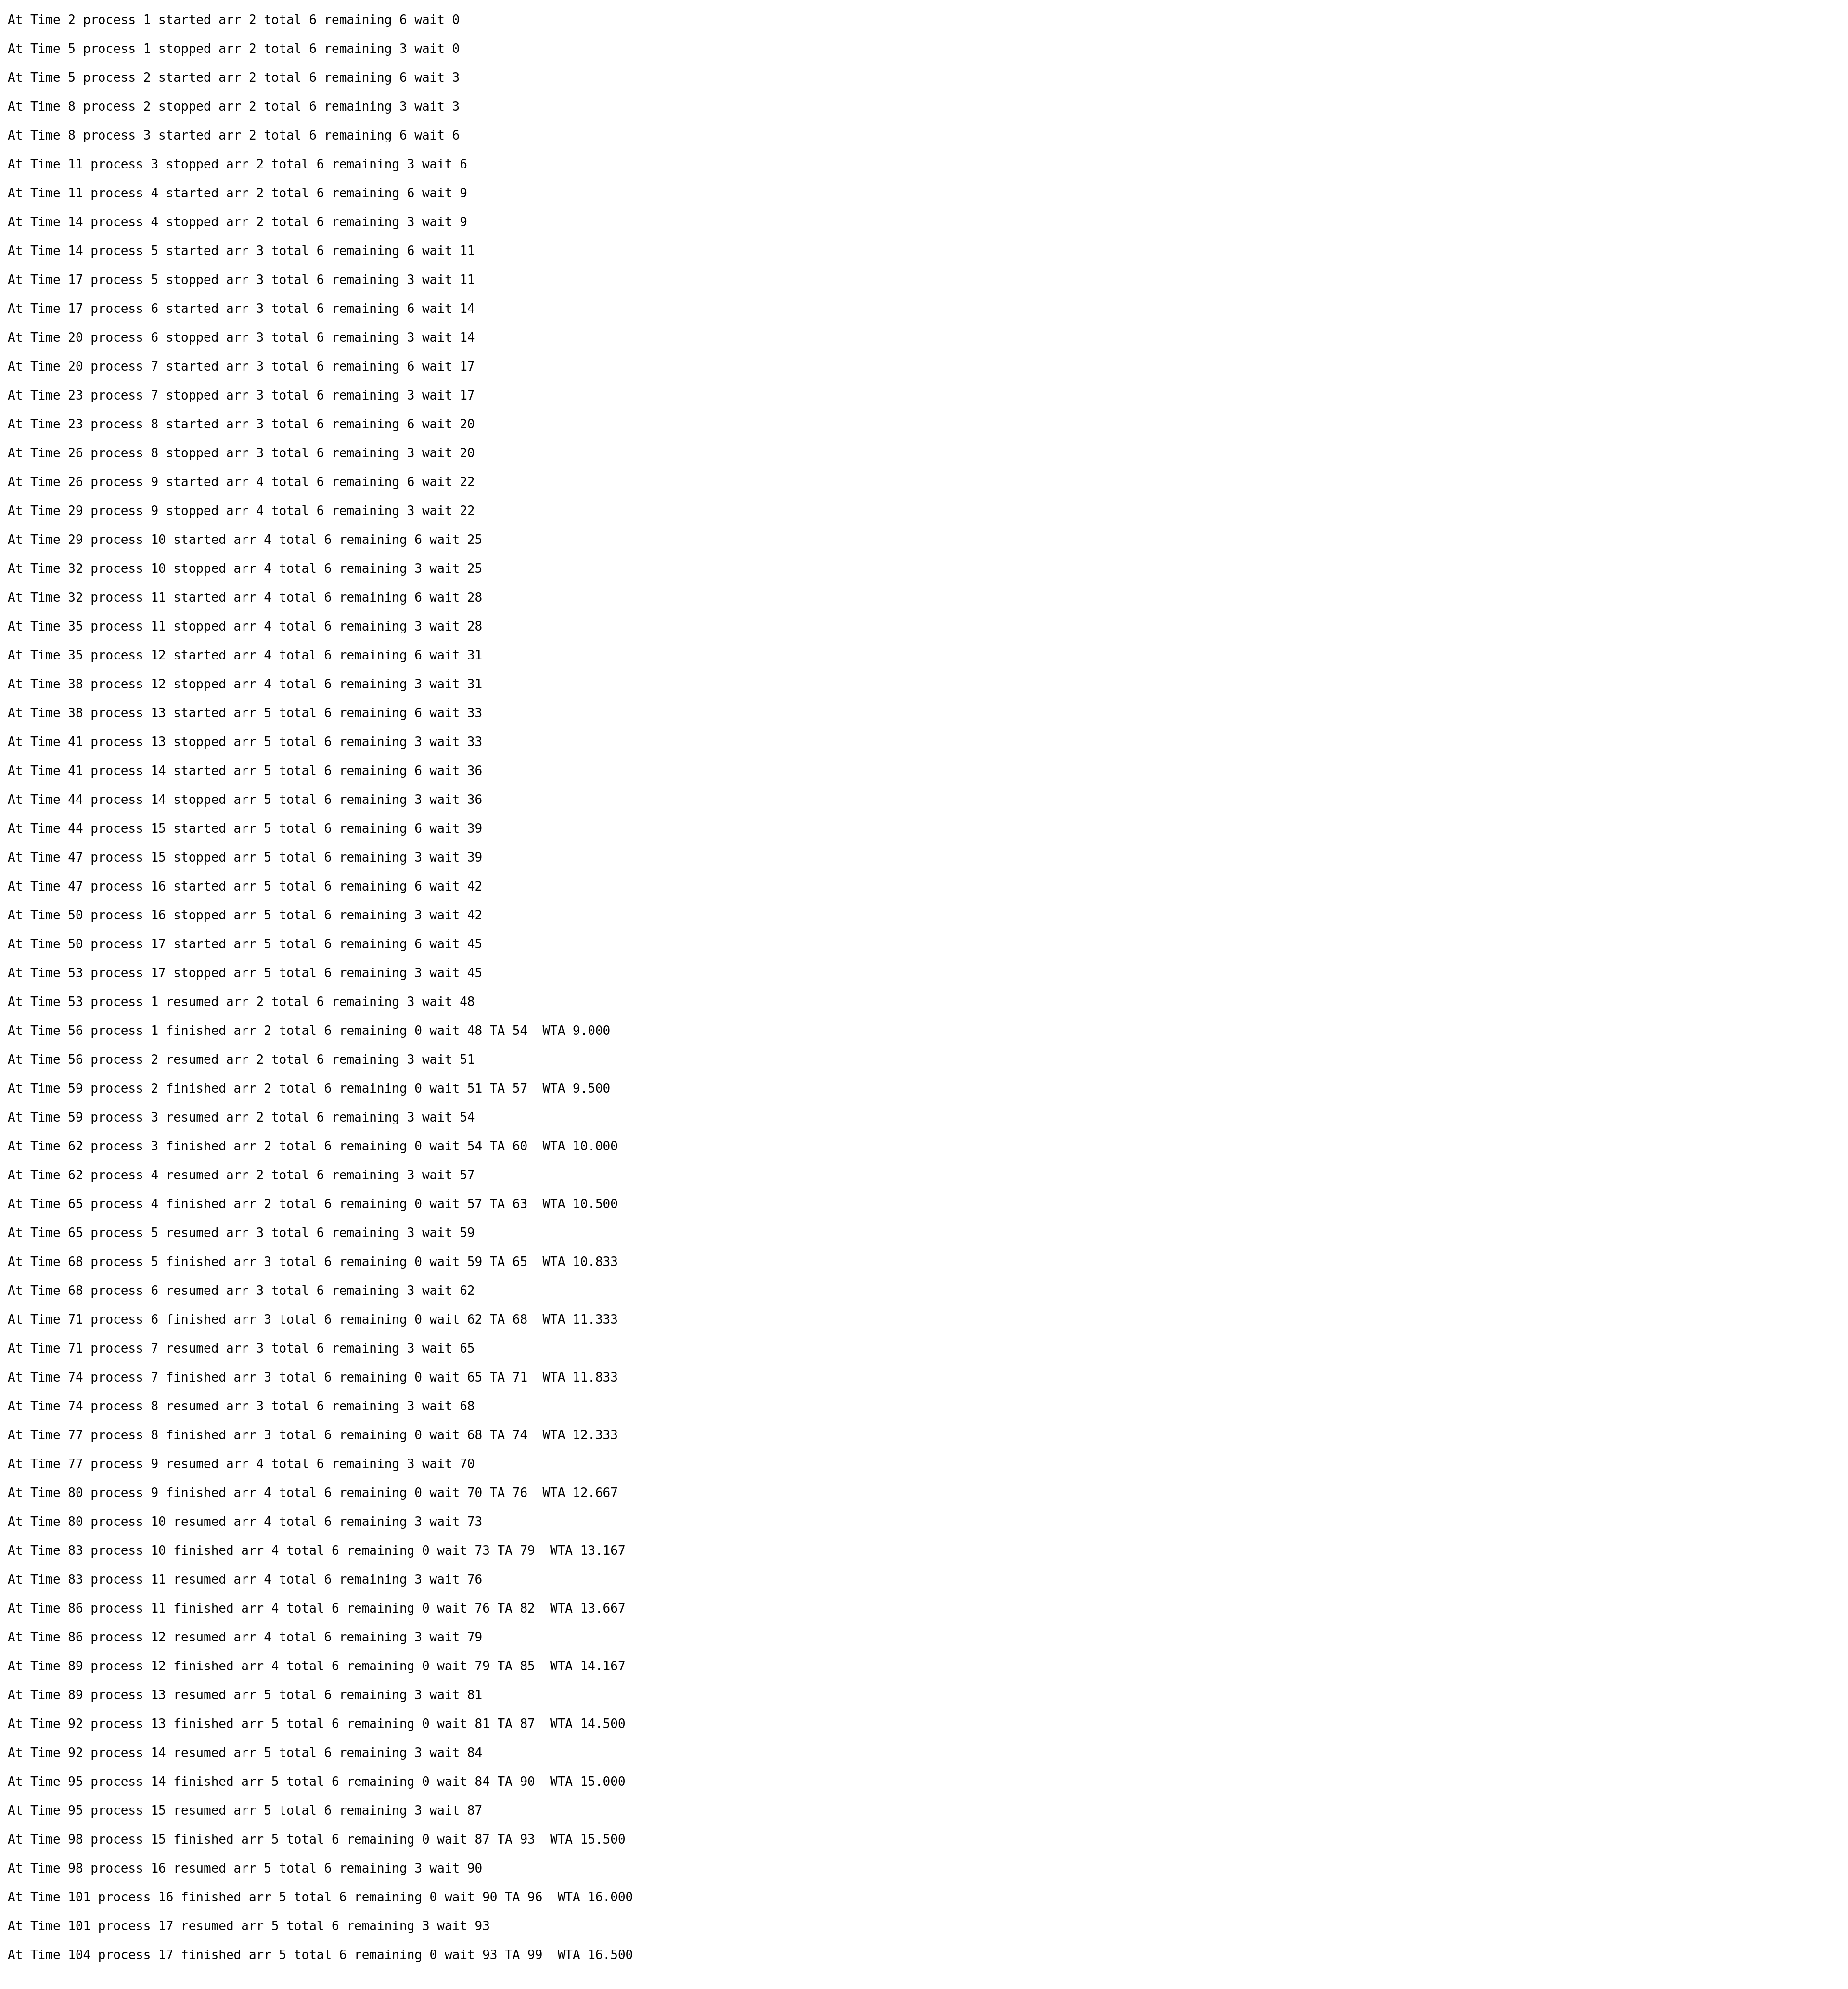 At Time 2 process 1 started arr 2 total 6 remaining 6 wait 0
At Time 5 process 1 stopped arr 2 total 6 remaining 3 wait 0
At Time 5 process 2 started arr 2 total 6 remaining 6 wait 3
At Time 8 process 2 stopped arr 2 total 6 remaining 3 wait 3
At Time 8 process 3 started arr 2 total 6 remaining 6 wait 6
At Time 11 process 3 stopped arr 2 total 6 remaining 3 wait 6
At Time 11 process 4 started arr 2 total 6 remaining 6 wait 9
At Time 14 process 4 stopped arr 2 total 6 remaining 3 wait 9
At Time 14 process 5 started arr 3 total 6 remaining 6 wait 11
At Time 17 process 5 stopped arr 3 total 6 remaining 3 wait 11
At Time 17 process 6 started arr 3 total 6 remaining 6 wait 14
At Time 20 process 6 stopped arr 3 total 6 remaining 3 wait 14
At Time 20 process 7 started arr 3 total 6 remaining 6 wait 17
At Time 23 process 7 stopped arr 3 total 6 remaining 3 wait 17
At Time 23 process 8 started arr 3 total 6 remaining 6 wait 20
At Time 26 process 8 stopped arr 3 total 6 remaining 3 wait 20
At Time 26 process 9 started arr 4 total 6 remaining 6 wait 22
At Time 29 process 9 stopped arr 4 total 6 remaining 3 wait 22
At Time 29 process 10 started arr 4 total 6 remaining 6 wait 25
At Time 32 process 10 stopped arr 4 total 6 remaining 3 wait 25
At Time 32 process 11 started arr 4 total 6 remaining 6 wait 28
At Time 35 process 11 stopped arr 4 total 6 remaining 3 wait 28
At Time 35 process 12 started arr 4 total 6 remaining 6 wait 31
At Time 38 process 12 stopped arr 4 total 6 remaining 3 wait 31
At Time 38 process 13 started arr 5 total 6 remaining 6 wait 33
At Time 41 process 13 stopped arr 5 total 6 remaining 3 wait 33
At Time 41 process 14 started arr 5 total 6 remaining 6 wait 36
At Time 44 process 14 stopped arr 5 total 6 remaining 3 wait 36
At Time 44 process 15 started arr 5 total 6 remaining 6 wait 39
At Time 47 process 15 stopped arr 5 total 6 remaining 3 wait 39
At Time 47 process 16 started arr 5 total 6 remaining 6 wait 42
At Time 50 process 16 stopped arr 5 total 6 remaining 3 wait 42
At Time 50 process 17 started arr 5 total 6 remaining 6 wait 45
At Time 53 process 17 stopped arr 5 total 6 remaining 3 wait 45
At Time 53 process 1 resumed arr 2 total 6 remaining 3 wait 48
At Time 56 process 1 finished arr 2 total 6 remaining 0 wait 48 TA 54  WTA 9.000
At Time 56 process 2 resumed arr 2 total 6 remaining 3 wait 51
At Time 59 process 2 finished arr 2 total 6 remaining 0 wait 51 TA 57  WTA 9.500
At Time 59 process 3 resumed arr 2 total 6 remaining 3 wait 54
At Time 62 process 3 finished arr 2 total 6 remaining 0 wait 54 TA 60  WTA 10.000
At Time 62 process 4 resumed arr 2 total 6 remaining 3 wait 57
At Time 65 process 4 finished arr 2 total 6 remaining 0 wait 57 TA 63  WTA 10.500
At Time 65 process 5 resumed arr 3 total 6 remaining 3 wait 59
At Time 68 process 5 finished arr 3 total 6 remaining 0 wait 59 TA 65  WTA 10.833
At Time 68 process 6 resumed arr 3 total 6 remaining 3 wait 62
At Time 71 process 6 finished arr 3 total 6 remaining 0 wait 62 TA 68  WTA 11.333
At Time 71 process 7 resumed arr 3 total 6 remaining 3 wait 65
At Time 74 process 7 finished arr 3 total 6 remaining 0 wait 65 TA 71  WTA 11.833
At Time 74 process 8 resumed arr 3 total 6 remaining 3 wait 68
At Time 77 process 8 finished arr 3 total 6 remaining 0 wait 68 TA 74  WTA 12.333
At Time 77 process 9 resumed arr 4 total 6 remaining 3 wait 70
At Time 80 process 9 finished arr 4 total 6 remaining 0 wait 70 TA 76  WTA 12.667
At Time 80 process 10 resumed arr 4 total 6 remaining 3 wait 73
At Time 83 process 10 finished arr 4 total 6 remaining 0 wait 73 TA 79  WTA 13.167
At Time 83 process 11 resumed arr 4 total 6 remaining 3 wait 76
At Time 86 process 11 finished arr 4 total 6 remaining 0 wait 76 TA 82  WTA 13.667
At Time 86 process 12 resumed arr 4 total 6 remaining 3 wait 79
At Time 89 process 12 finished arr 4 total 6 remaining 0 wait 79 TA 85  WTA 14.167
At Time 89 process 13 resumed arr 5 total 6 remaining 3 wait 81
At Time 92 process 13 finished arr 5 total 6 remaining 0 wait 81 TA 87  WTA 14.500
At Time 92 process 14 resumed arr 5 total 6 remaining 3 wait 84
At Time 95 process 14 finished arr 5 total 6 remaining 0 wait 84 TA 90  WTA 15.000
At Time 95 process 15 resumed arr 5 total 6 remaining 3 wait 87
At Time 98 process 15 finished arr 5 total 6 remaining 0 wait 87 TA 93  WTA 15.500
At Time 98 process 16 resumed arr 5 total 6 remaining 3 wait 90
At Time 101 process 16 finished arr 5 total 6 remaining 0 wait 90 TA 96  WTA 16.000
At Time 101 process 17 resumed arr 5 total 6 remaining 3 wait 93
At Time 104 process 17 finished arr 5 total 6 remaining 0 wait 93 TA 99  WTA 16.500